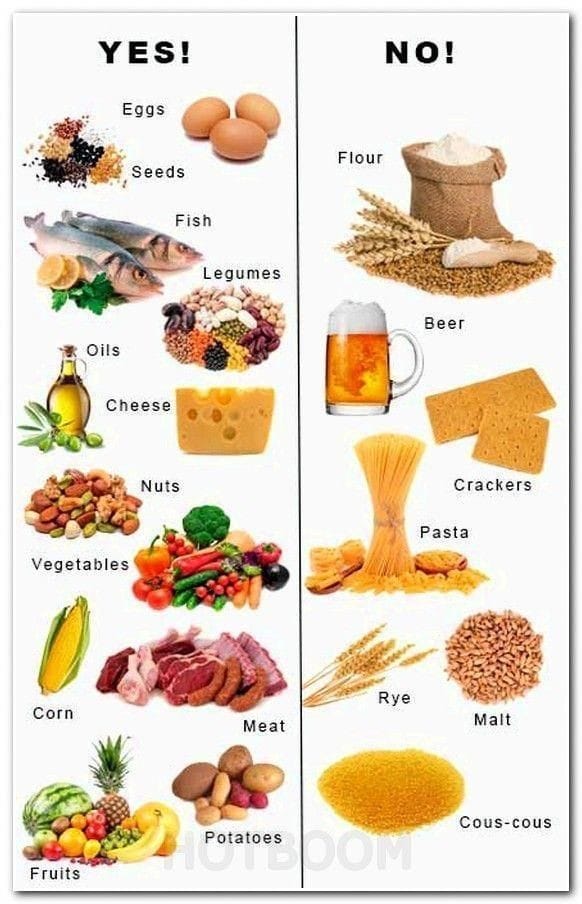 YES!
Eggs
Seeds
Fish
Legumes
Oils
Cheese
Nuts
Vegetables
Corn
Meat
Potatoes
Fruits
NO!
Flour
Beer
Crackers
Pasta
Rye
Malt
Cous-cous
HOTBOOM